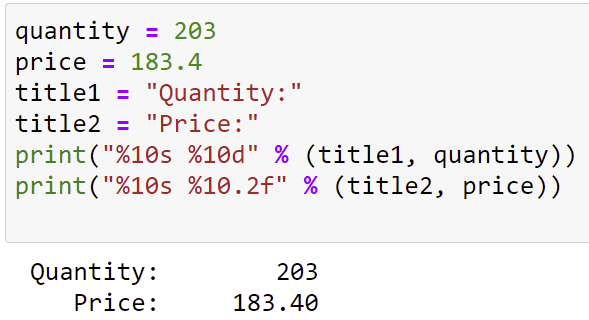 quantity = 203
price = 183.4
title1 = "Quantity:"
title2 = "Price:"
print("%10s %10d" % (title1, quantity))
print("%10s %10.2f" % (title2, price))
 Quantity:        203
    Price:     183.40